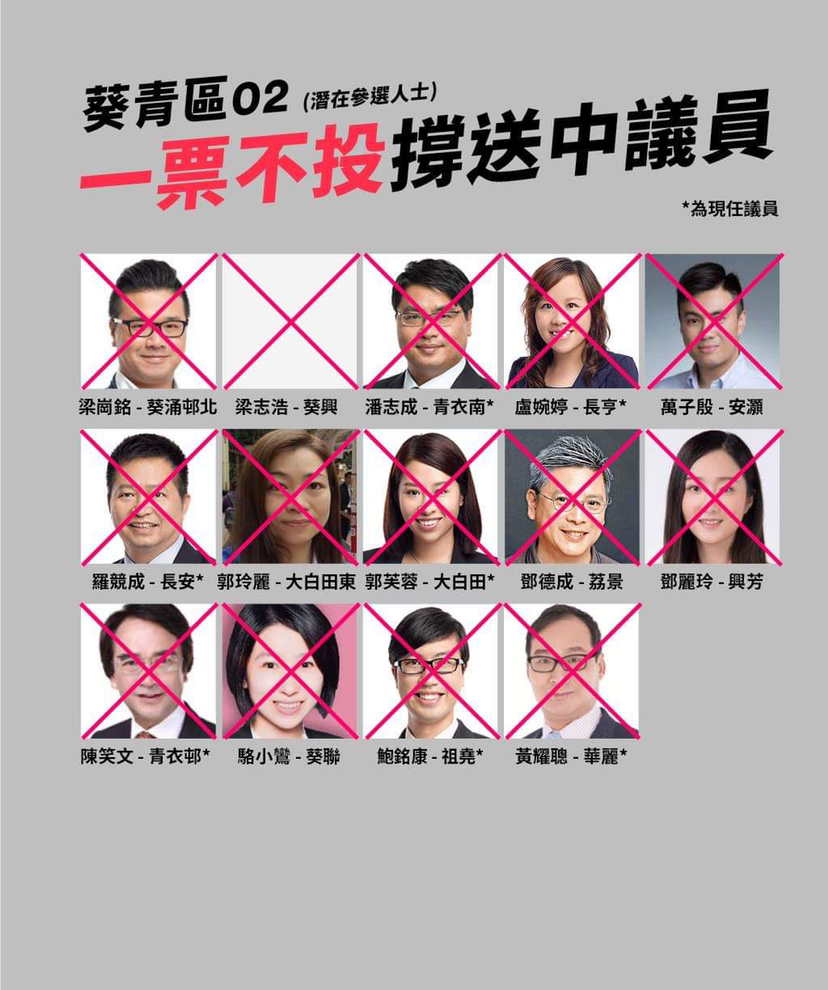 葵青區02 (潛在參選人士)
一票不投撐送中議員
*為現任議員
梁崗銘 - 葵涌邨北
梁志浩 - 葵興
潘志成 - 青衣南*
盧婉婷 - 長亨*
萬子殷 - 安灝
羅競成 - 長安*
郭玲麗 - 大白田東
郭芙蓉 - 大白田*
鄧德成 - 荔景
鄧麗玲 - 興芳
陳笑文 - 青衣邨*
駱小鸞 - 葵聯
鮑銘康 - 祖堯*
黃耀聰 - 華麗*